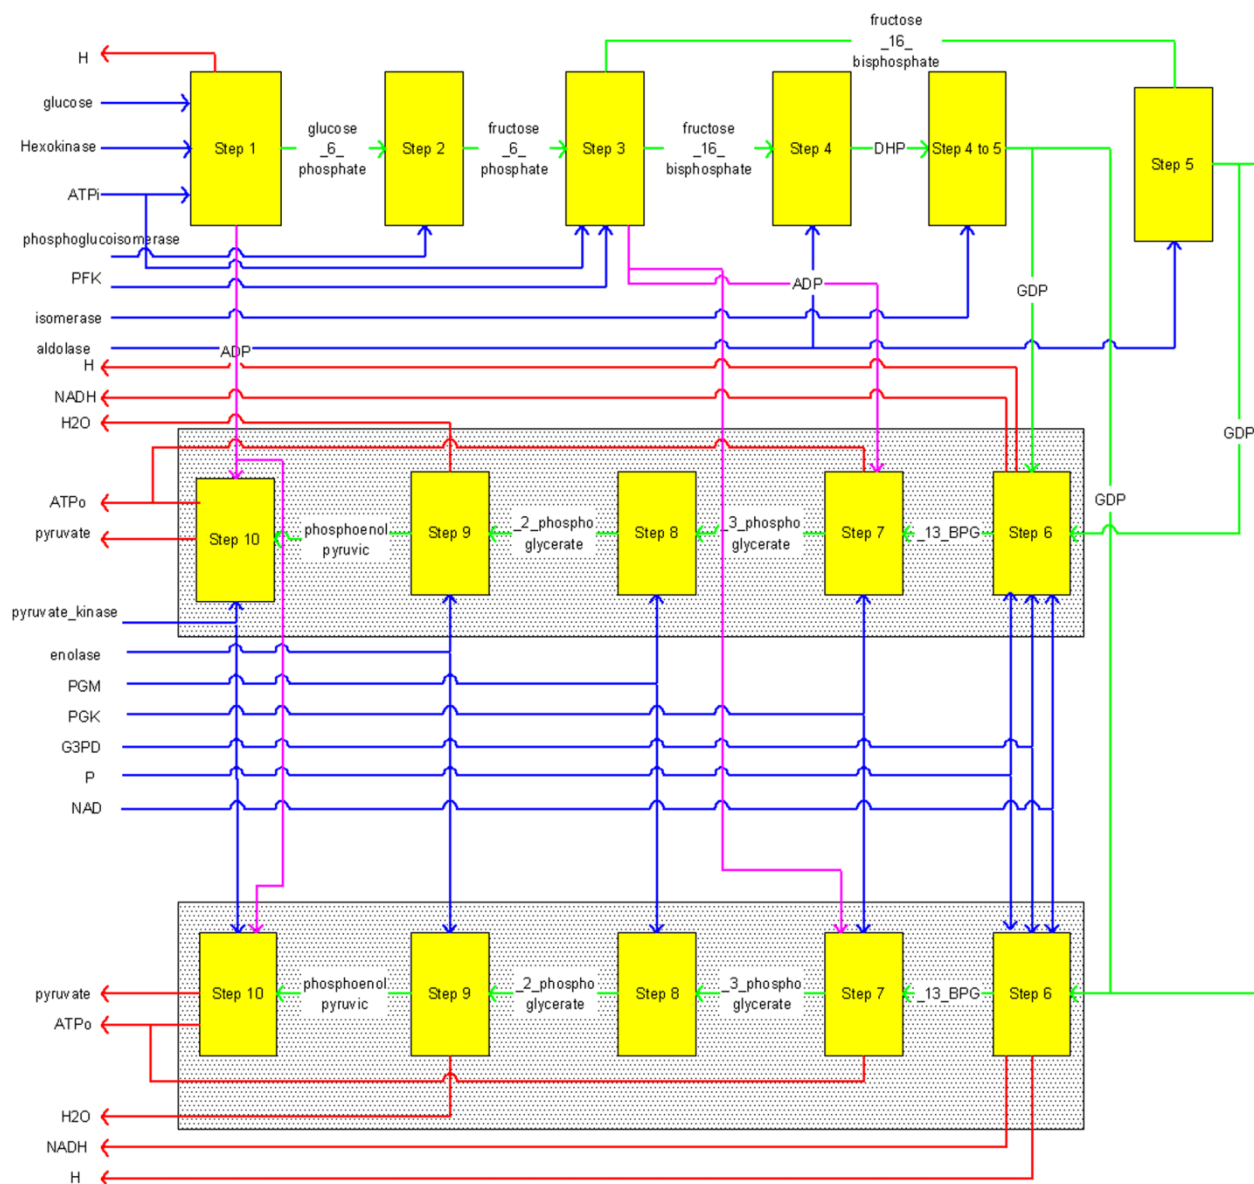 fructose
_16_
bisphosphate
H
glucose
Hexokinase
ATPi
Step 1
glucose
_6_
phosphate
Step 2
fructose
_6_
phosphate
Step 3
fructose
_16_
bisphosphate
Step 4
DHP
Step 4 to 5
Step 5
phosphoglucoisomerase
PFK
ADP
GDP
isomerase
aldolase
ADP
H
NADH
H2O
GDP
ATPo
GDP
pyruvate
Step 10
phosphoenol
pyruvic
Step 9
_2_phospho
glycerate
Step 8
_3_phospho
glycerate
Step 7
_13_BPG
Step 6
pyruvate_kinase
enolase
PGM
PGK
G3PD
P
NAD
pyruvate
ATPo
Step 10
phosphoenol
pyruvic
Step 9
_2_phospho
glycerate
Step 8
_3_phospho
glycerate
Step 7
_13_BPG
Step 6
H2O
NADH
H